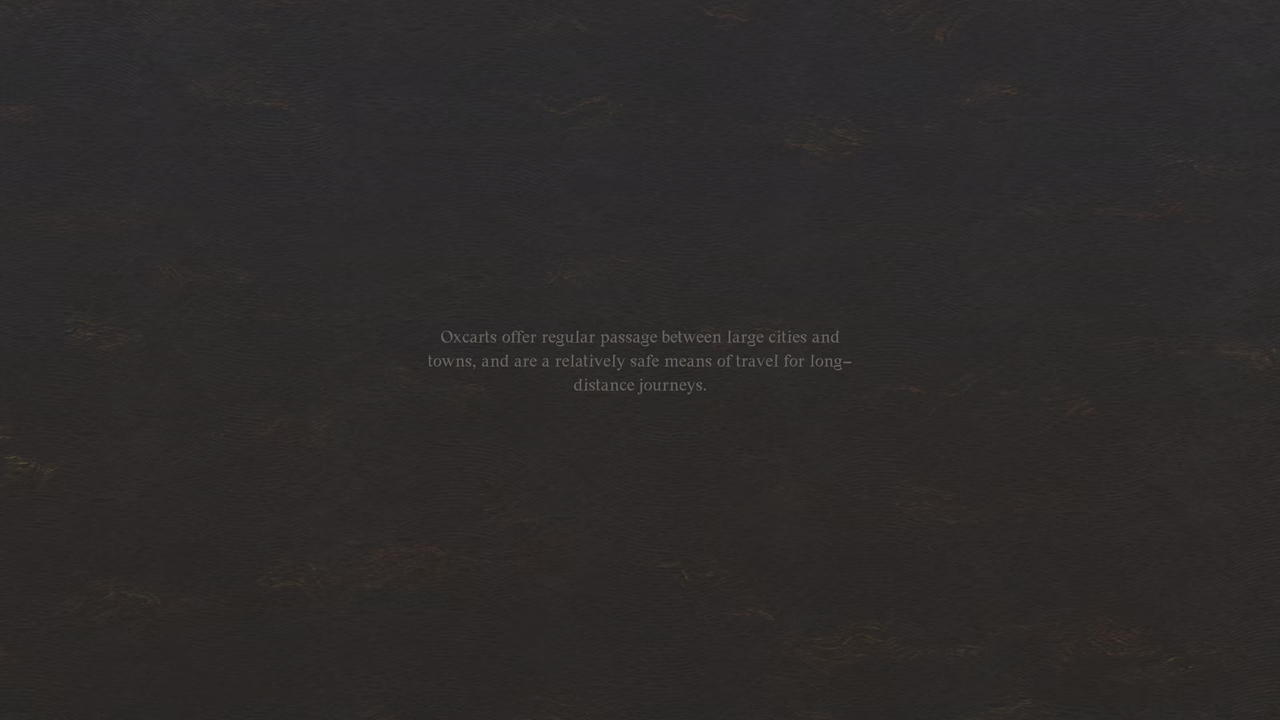 Oxcarts offer regular passage between large cities and
towns, and are a relatively safe means of travel for long–
distance journeys.